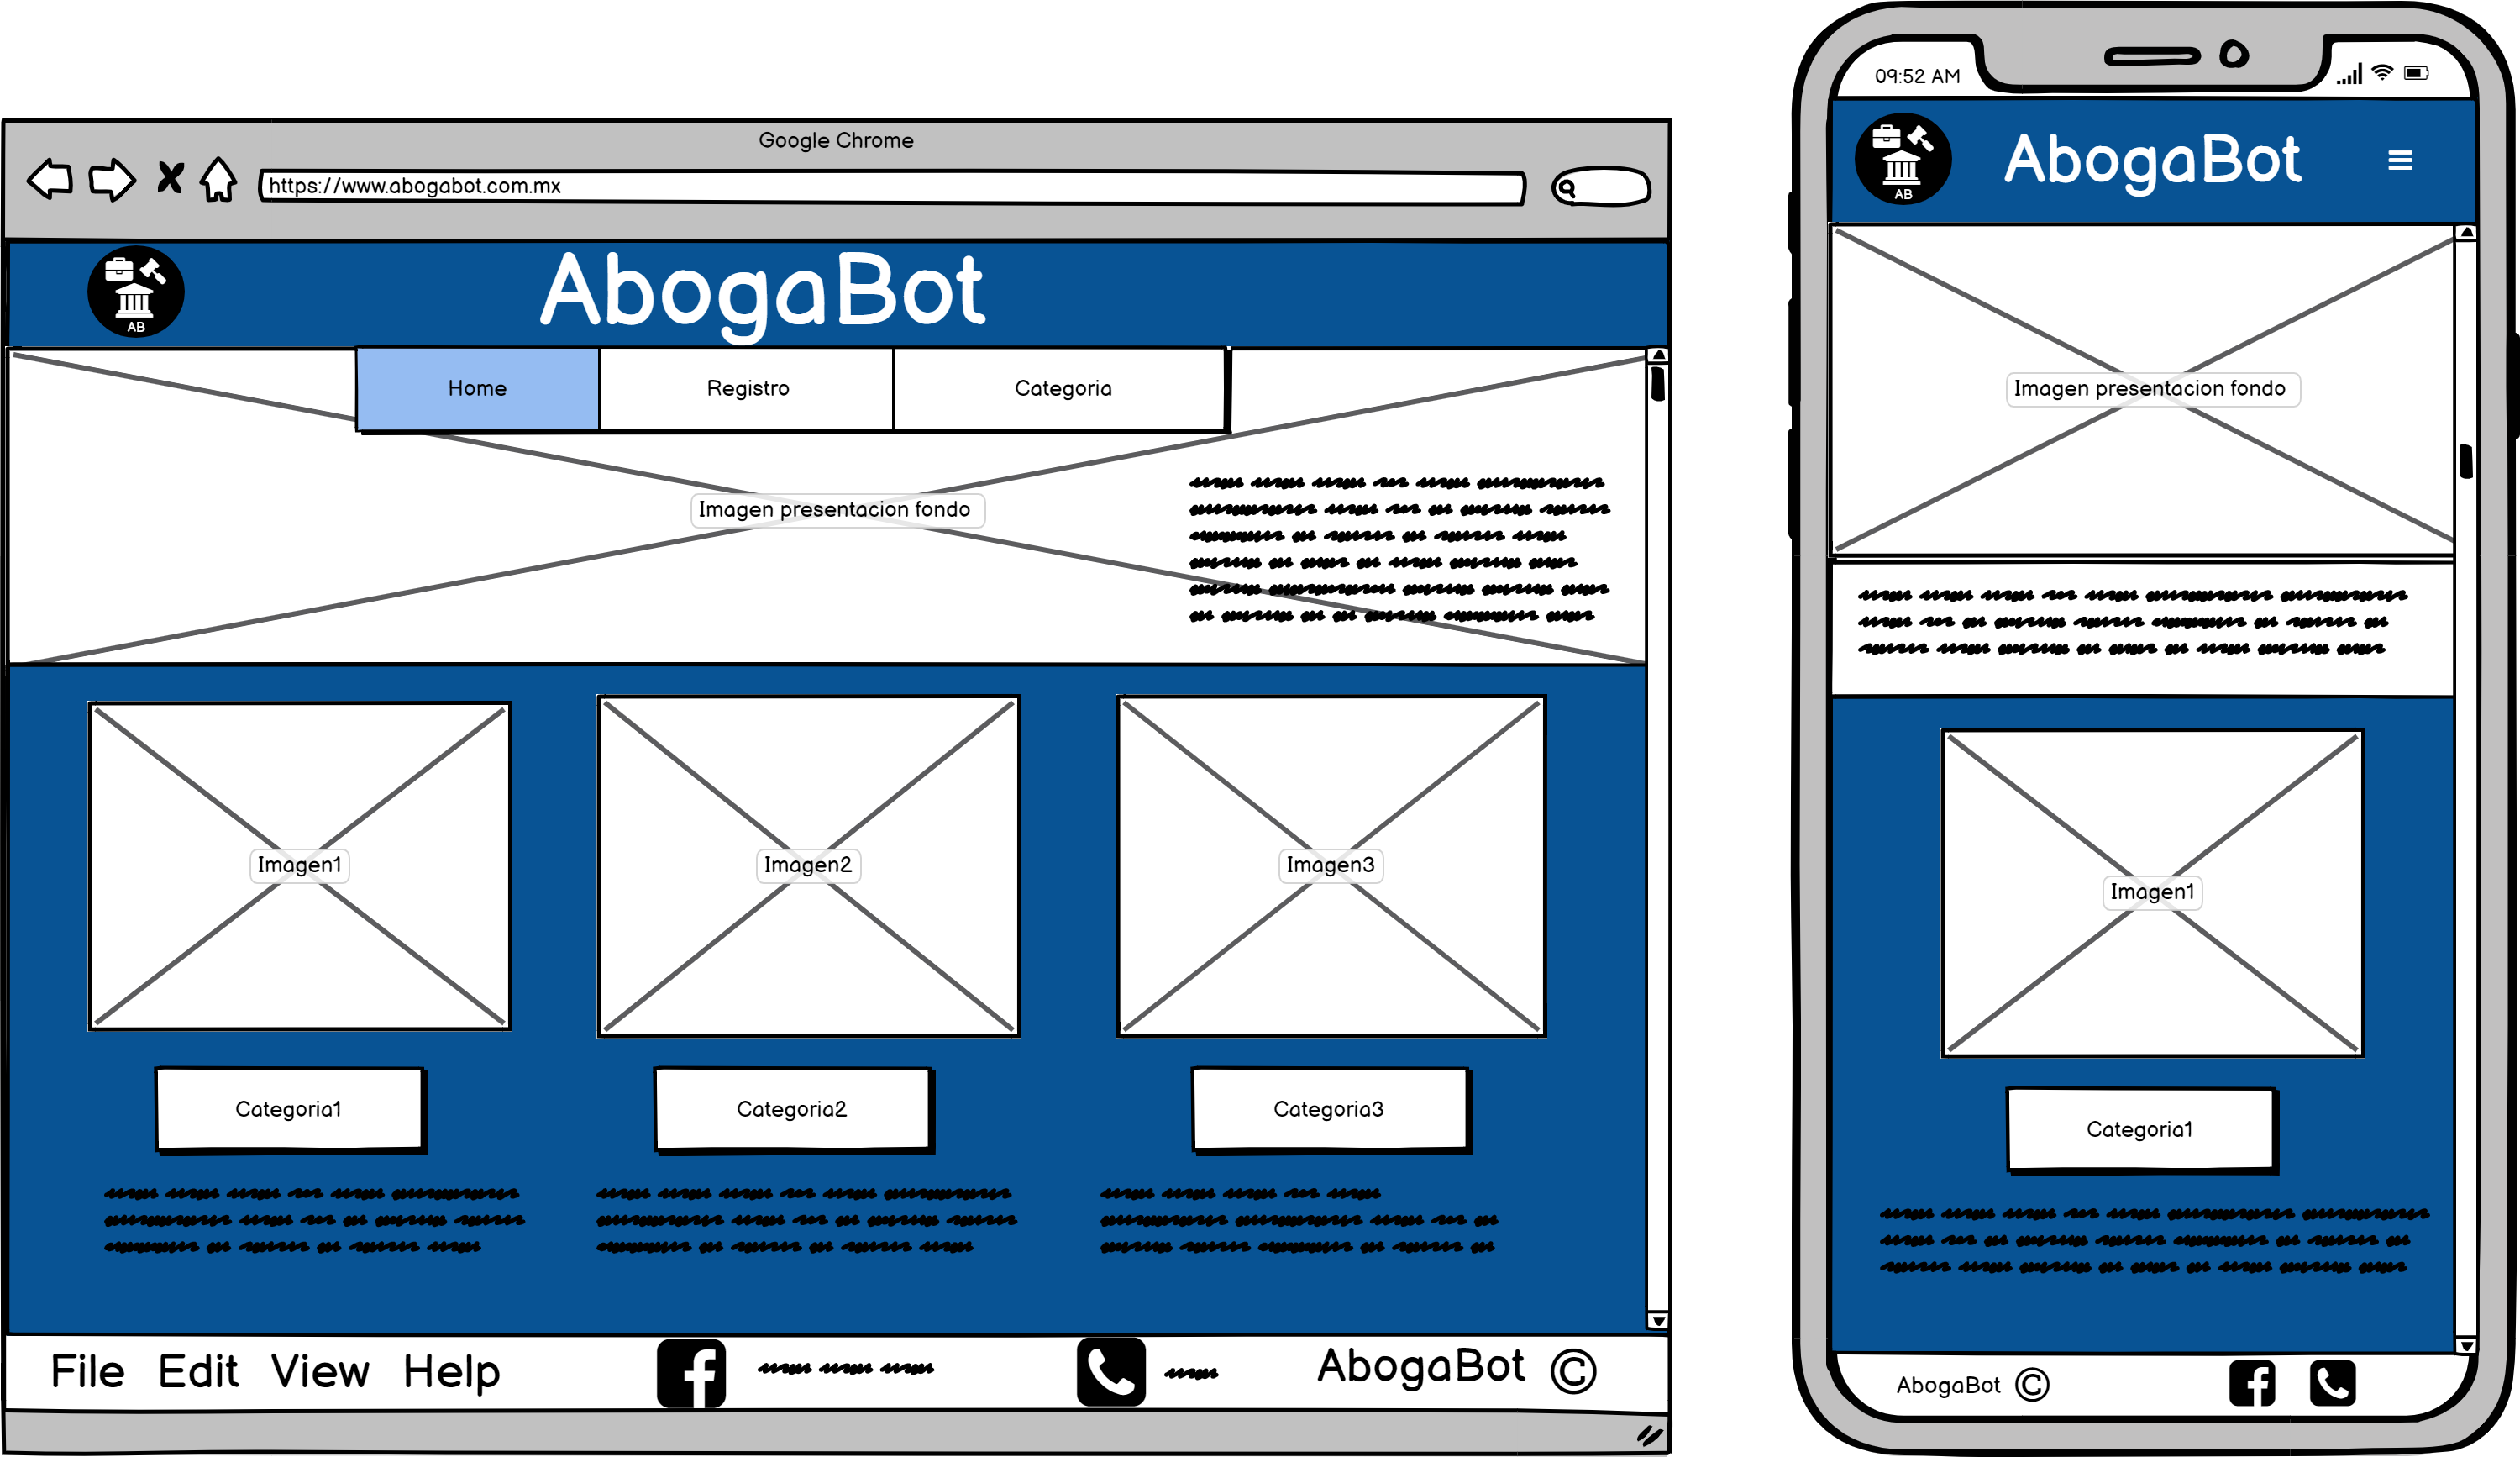 Google Chrome
https://www.abogabot.com.mx
AB
AbogaBot
Home
Registro
Categoria
Imagen presentacion fondo
Imagen1
Imagen2
Imagen3
Categoria1
Categoria2
Categoria3
File Edit View Help
AbogaBot ©
09:52 AM
AB
AbogaBot
Imagen presentacion fondo
Imagen1
Categoria1
AbogaBot ©